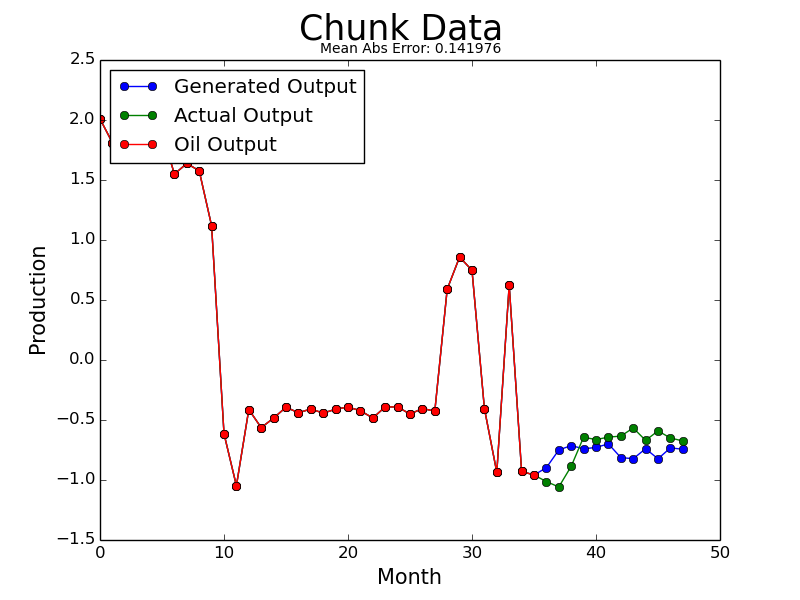 Chunk Data
Mean Abs Error: 0.141976
Generated Output
Actual Output
Oil Output
2.5
2.0
1.5
1.0
0.5
0.0
−0.5
−1.0
−1.5
Production
0 10 20 30 40 50
Month